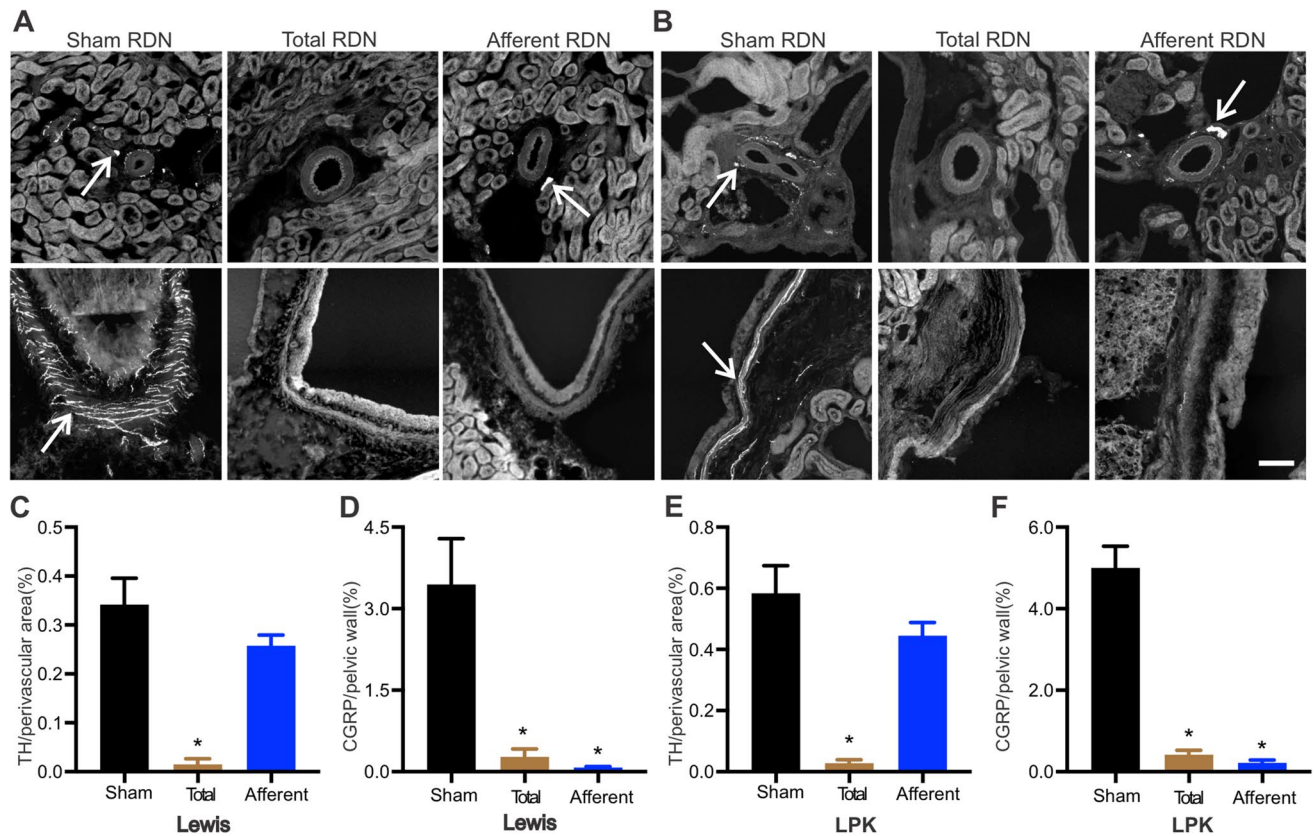 A
B
Sham RDN
Total RDN
Afferent RDN
Sham RDN
Total RDN
Afferent RDN
C
D
E
F
TH/perivascular area(%)
0.5
0.4
0.3
0.2
0.1
0.0
*
Sham
Total
Afferent
Lewis
CGRP/pelvic wall(%)
4.5
3.0
1.5
0.0
*
*
Sham
Total
Afferent
Lewis
TH/perivascular area(%)
0.8
0.6
0.4
0.2
0.0
*
Sham
Total
Afferent
LPK
CGRP/pelvic wall(%)
6.0
4.0
2.0
0.0
*
*
Sham
Total
Afferent
LPK